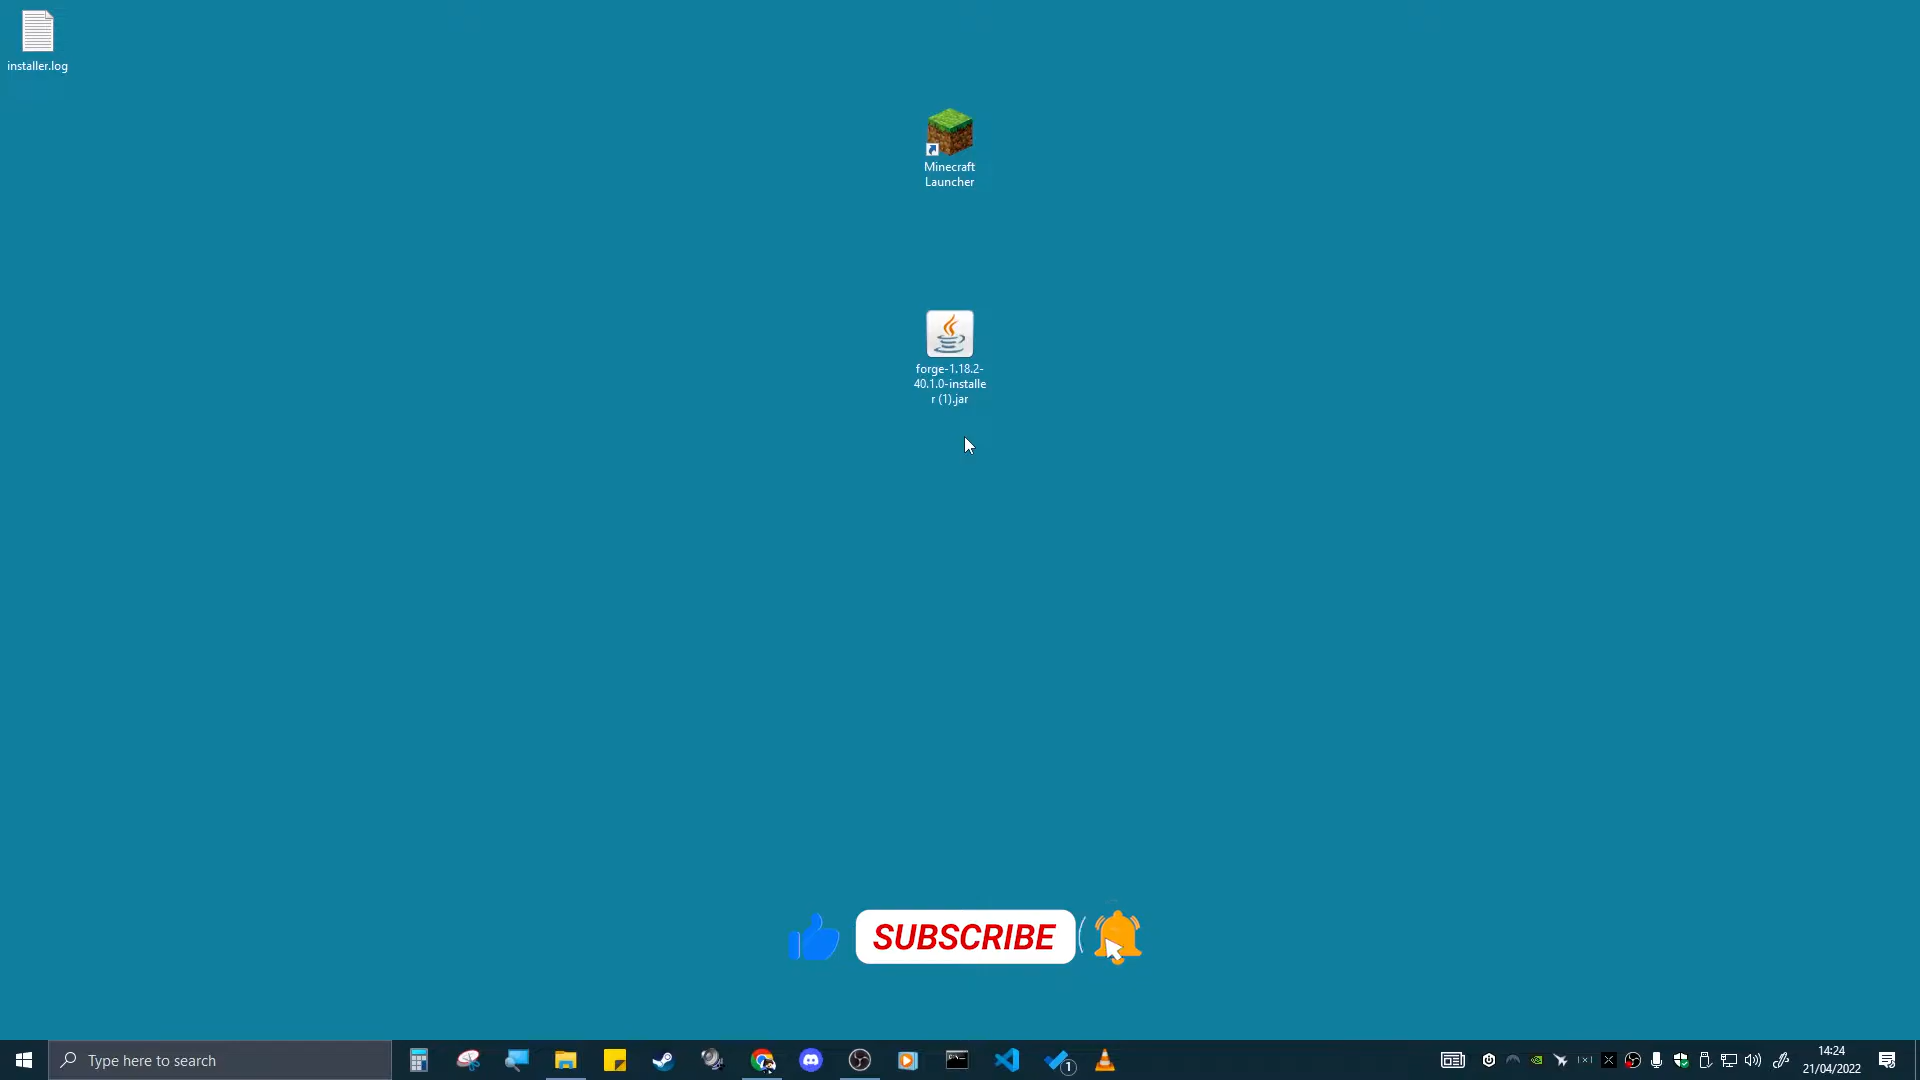 installer.log
Minecraft
Launcher
forge-1.18.2-
40.1.0-installe
r (1).jar
SUBSCRIBE
Type here to search
1
14:24
21/04/2022